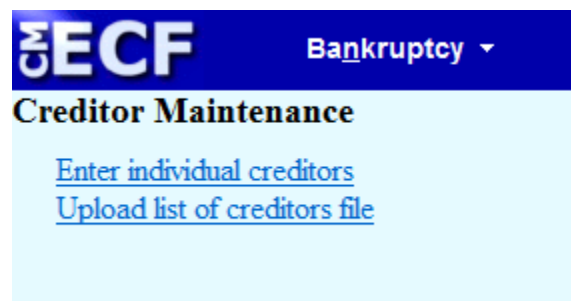 CM ECF Bankruptcy
Creditor Maintenance
Enter individual creditors
Upload list of creditors file